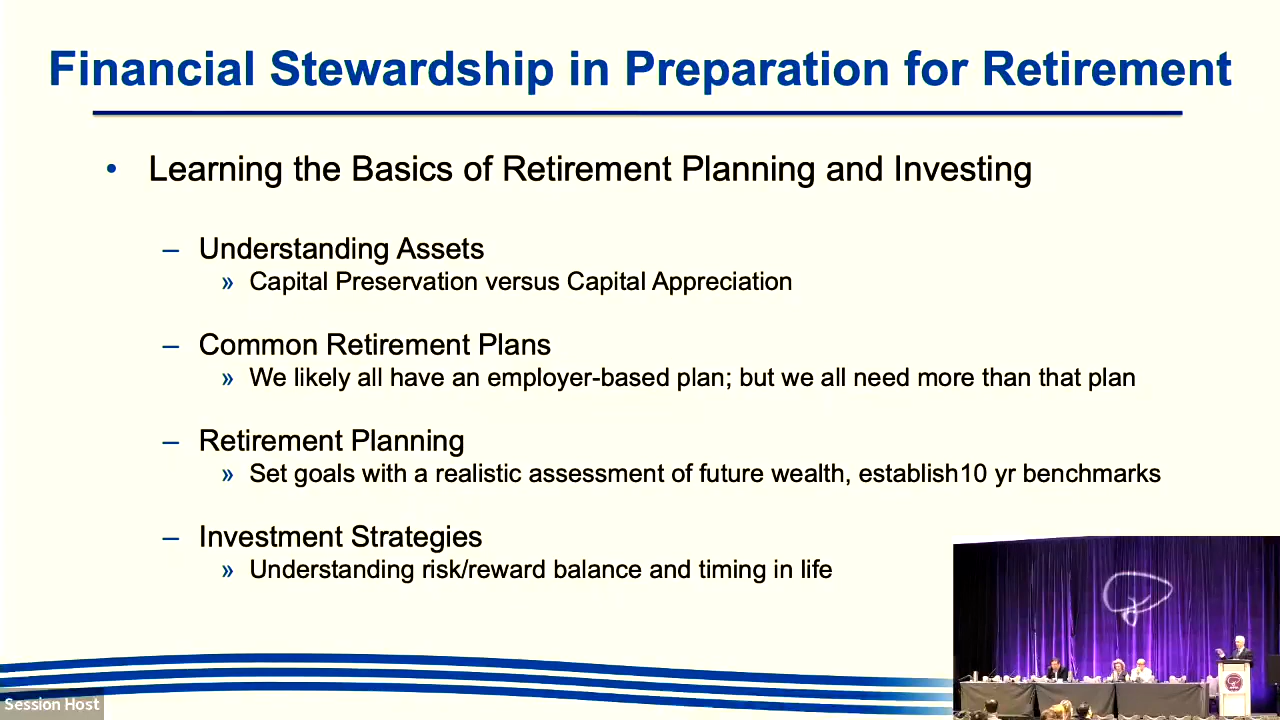 Financial Stewardship in Preparation for Retirement
• Learning the Basics of Retirement Planning and Investing
– Understanding Assets
» Capital Preservation versus Capital Appreciation
– Common Retirement Plans
» We likely all have an employer-based plan; but we all need more than that plan
– Retirement Planning
» Set goals with a realistic assessment of future wealth, establish10 yr benchmarks
– Investment Strategies
» Understanding risk/reward balance and timing in life
Session Host